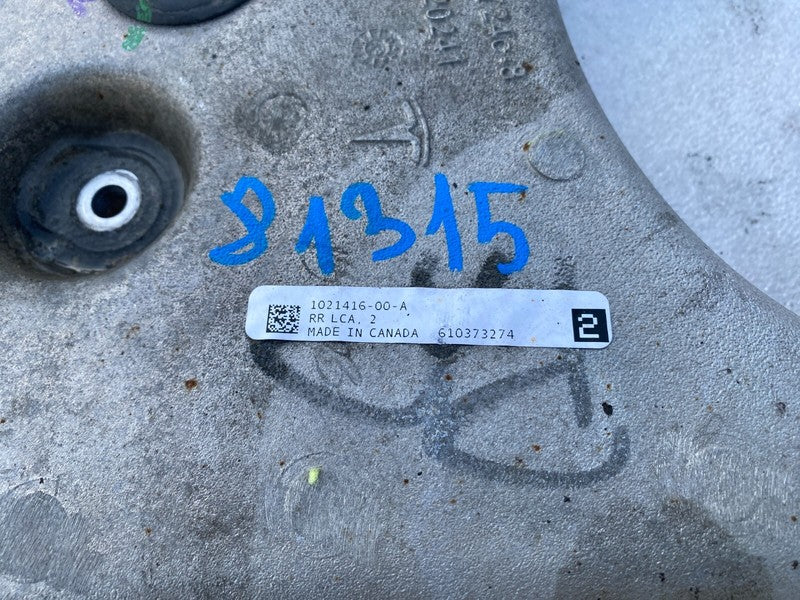 81315
1021416-00-A
RR LCA, 2
MADE IN CANADA 610373274
2